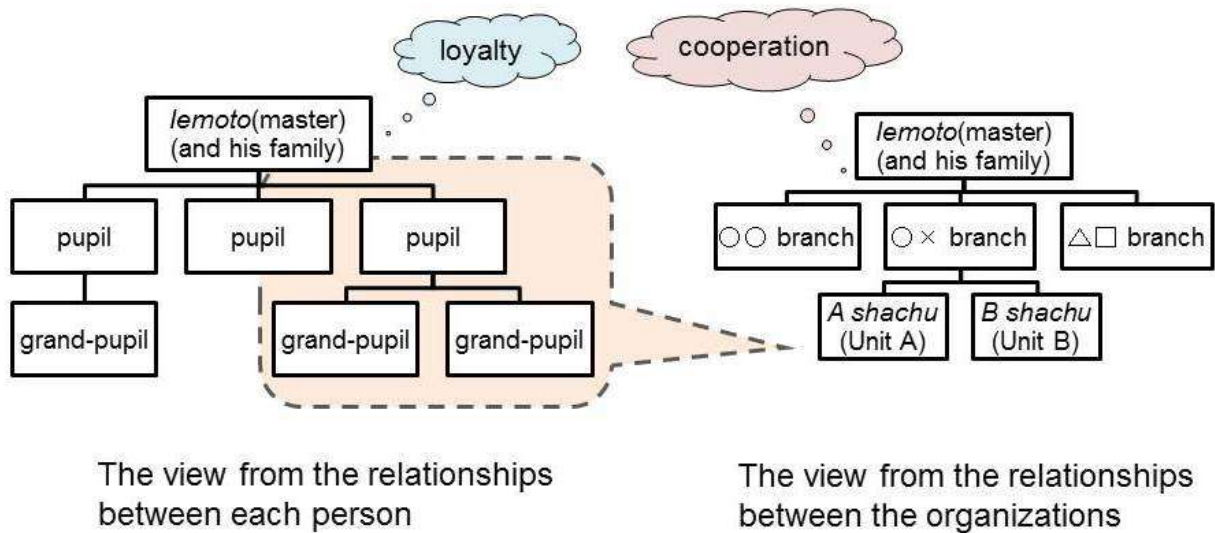 loyalty
cooperation
Iemoto(master)
(and his family)
pupil
pupil
pupil
grand-pupil
grand-pupil
grand-pupil
Iemoto(master)
(and his family)
○○ branch
○× branch
△□ branch
A shachu
(Unit A)
B shachu
(Unit B)
The view from the relationships
between each person
The view from the relationships
between the organizations